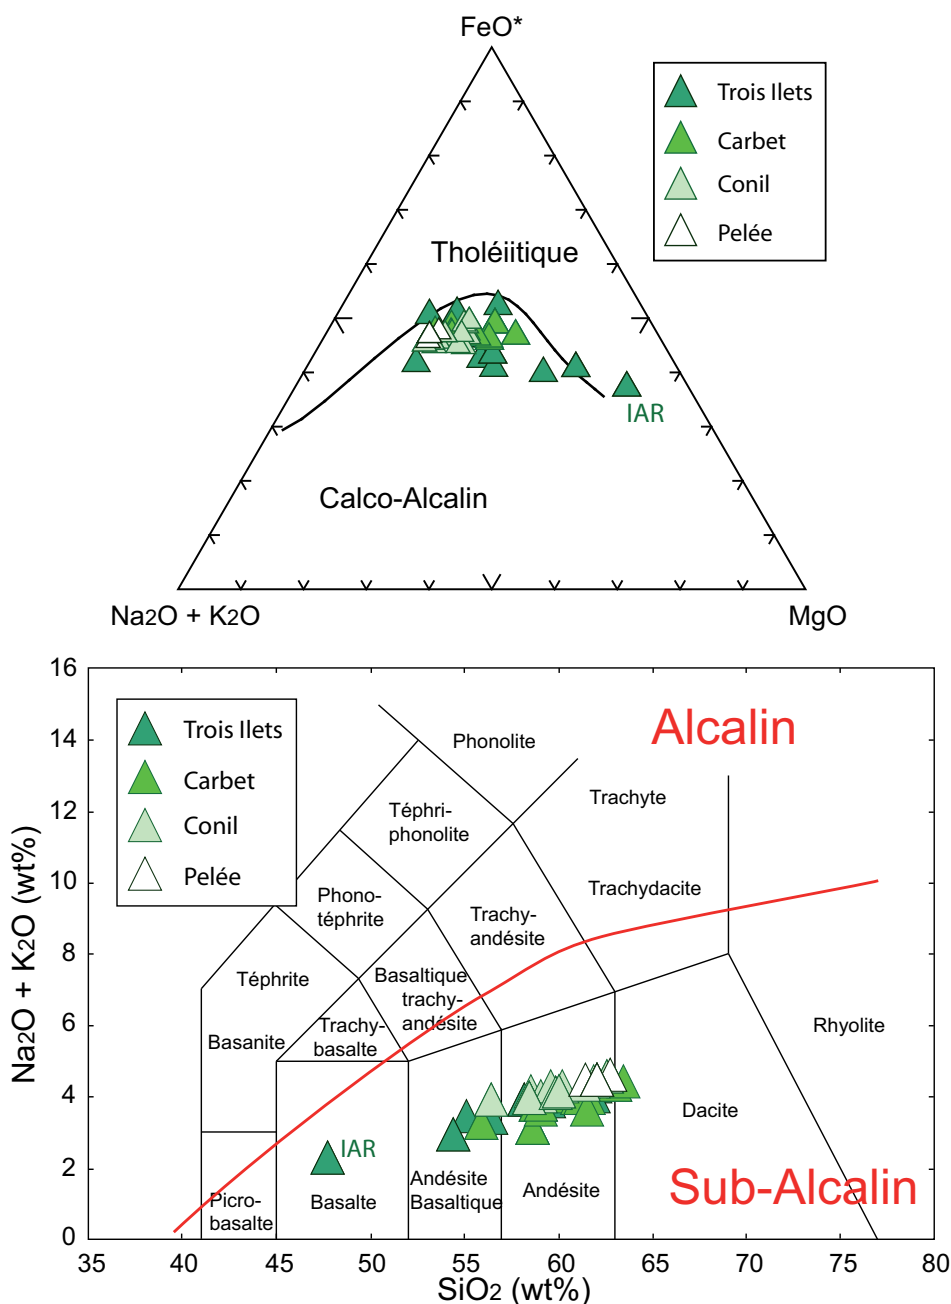 FeO*
Trois Ilets
Carbet
Conil
Pelée
Tholéiitique
IAR
Calco-Alcalin
Na2O + K2O
MgO
16
14
12
10
8
6
4
2
0
Na2O + K2O (wt%)
Trois Ilets
Carbet
Conil
Pelée
Alcalin
Phonolite
Trachyte
Téphri-
phonolite
Phono-
téphrite
Trachydacite
Trachy-
andésite
Téphrite
Basaltique
trachy-
andésite
Basanite
Trachy-
basalte
Rhyolite
Dacite
IAR
Andésite
Basaltique
Andésite
Sub-Alcalin
Picro-
basalte
Basalte
35
40
45
50
55
60
65
70
75
80
SiO2 (wt%)